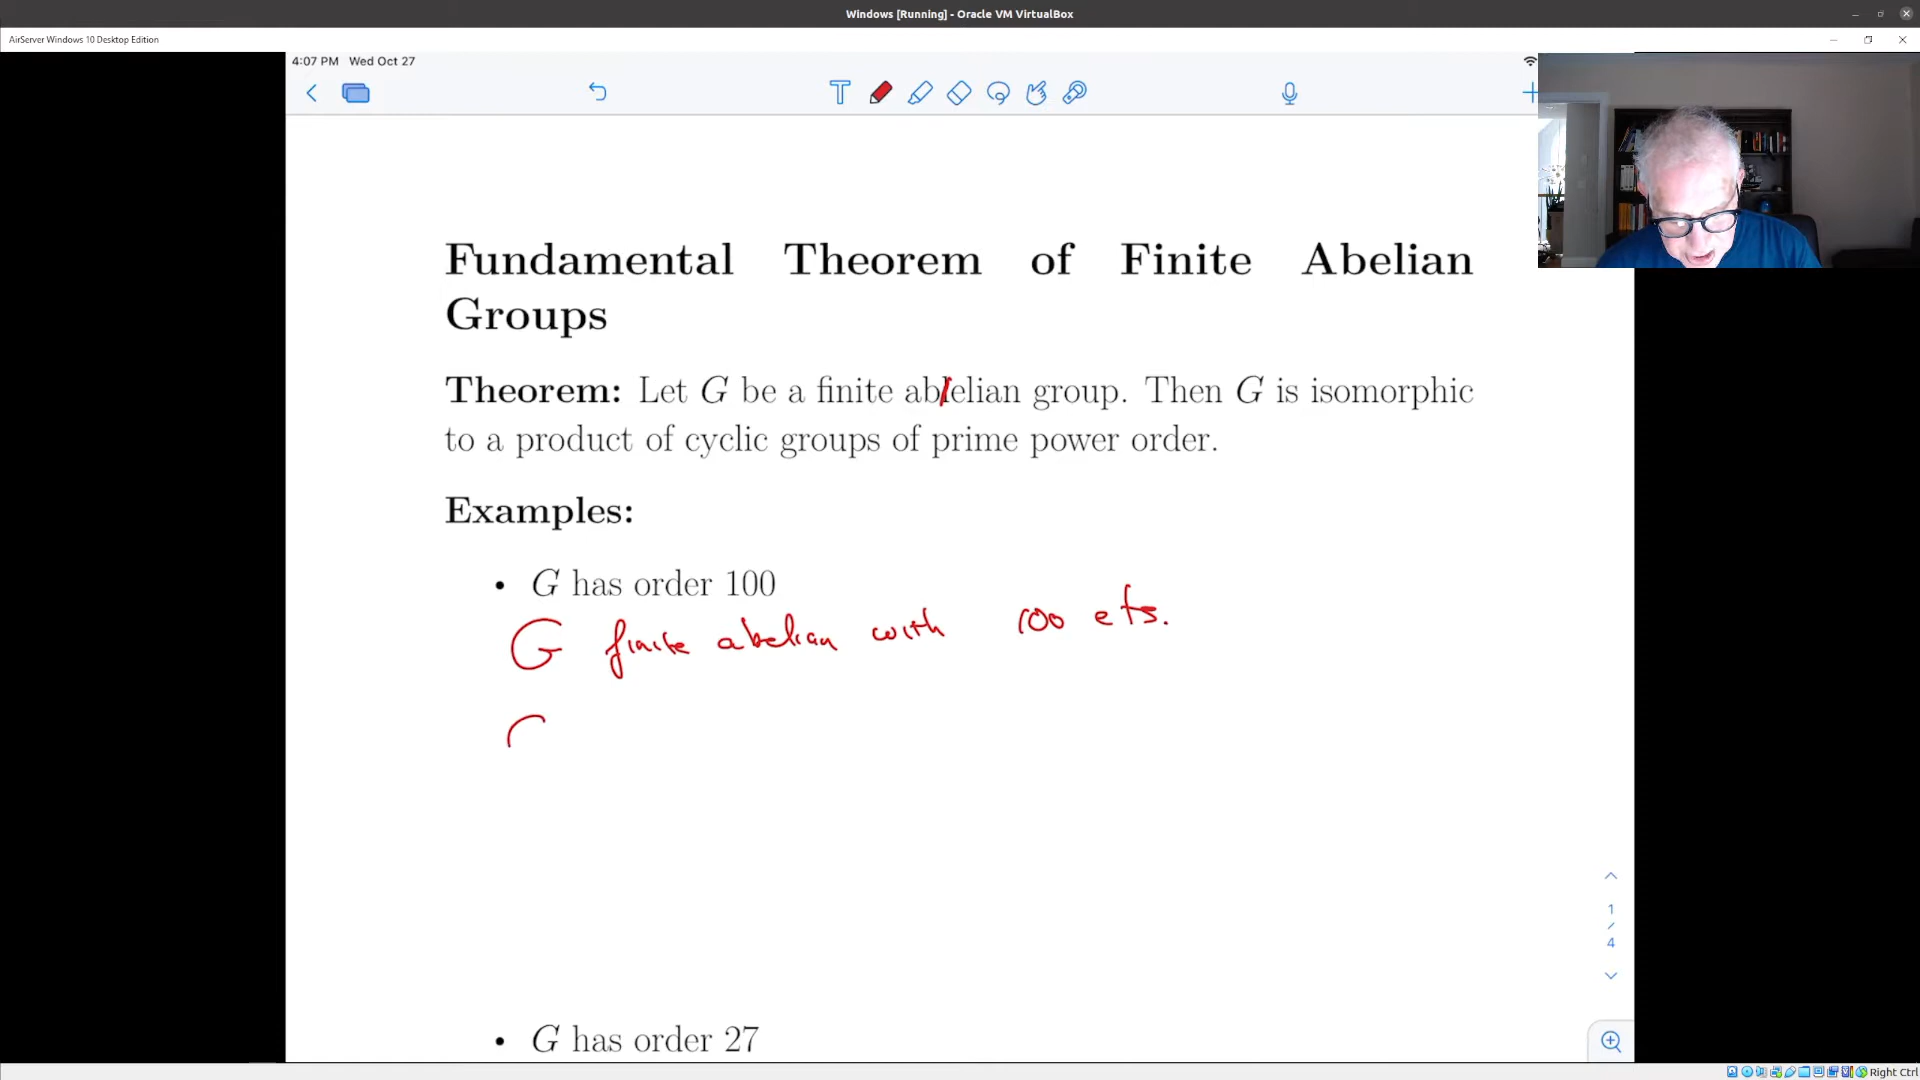 Windows [Running] - Oracle VM VirtualBox
AirServer Windows 10 Desktop Edition
4:07 PM Wed Oct 27
Fundamental Theorem of Finite Abelian
Groups
Theorem: Let G be a finite ablelian group. Then G is isomorphic
to a product of cyclic groups of prime power order.
Examples:
• G has order 100
G finite abelian with 100 elts.
1
/
4
• G has order 27
Right Ctrl